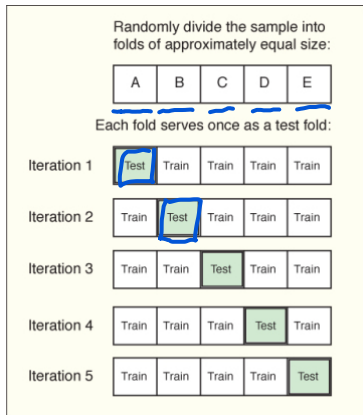 Randomly divide the sample into
folds of approximately equal size:
A B C D E
Each fold serves once as a test fold:
Iteration 1 Test Train Train Train Train
Iteration 2 Train Test Train Train Train
Iteration 3 Train Train Test Train Train
Iteration 4 Train Train Train Test Train
Iteration 5 Train Train Train Train Test